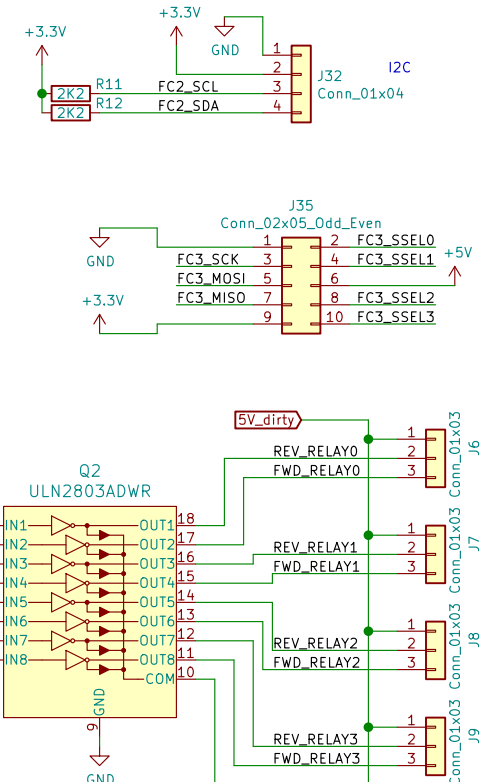 +3.3V
+3.3V
GND
1
2
3
4
J32
Conn_01x04
I2C
R11
2K2
FC2_SCL
R12
2K2
FC2_SDA
J35
Conn_02x05_Odd_Even
GND
1
2 FC3_SSEL0
FC3_SCK 3
4 FC3_SSEL1
+5V
FC3_MOSI 5
6
FC3_MISO 7
8 FC3_SSEL2
+3.3V
9
10 FC3_SSEL3
5V_dirty
1
REV_RELAY0 2
FWD_RELAY0 3
Conn_01x03
J6
Q2
ULN2803ADWR
IN1 OUT1 18
IN2 OUT2 17
IN3 OUT3 16
IN4 OUT4 15
IN5 OUT5 14
IN6 OUT6 13
IN7 OUT7 12
IN8 OUT8 11
COM 10
GND
9
GND
1
REV_RELAY1 2
FWD_RELAY1 3
Conn_01x03
J7
1
REV_RELAY2 2
FWD_RELAY2 3
Conn_01x03
J8
1
REV_RELAY3 2
FWD_RELAY3 3
Conn_01x03
J9